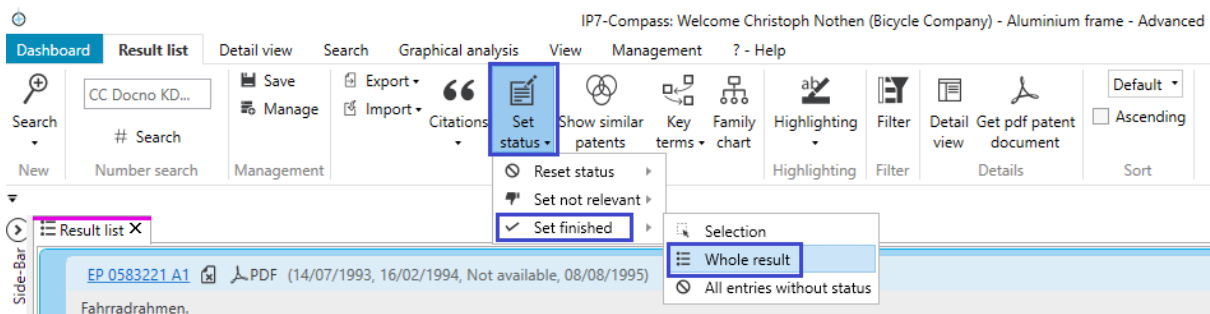 IP7-Compass: Welcome Christoph Nothen (Bicycle Company) - Aluminium frame - Advanced
Dashboard Result list Detail view Search Graphical analysis View Management ? - Help
Search
New
CC Docno KD...
# Search
Number search
Save
Manage
Management
Export
Import
Citations
Set
status
Show similar
patents
Key
terms
Family
chart
Highlighting
Highlighting
Filter
Filter
Detail
view
Get pdf patent
document
Details
Default
Ascending
Sort
Reset status
Set not relevant
Set finished
Selection
Whole result
All entries without status
Side-Bar
Result list X
EP 0583221 A1 PDF (14/07/1993, 16/02/1994, Not available, 08/08/1995)
Fahrradrahmen.